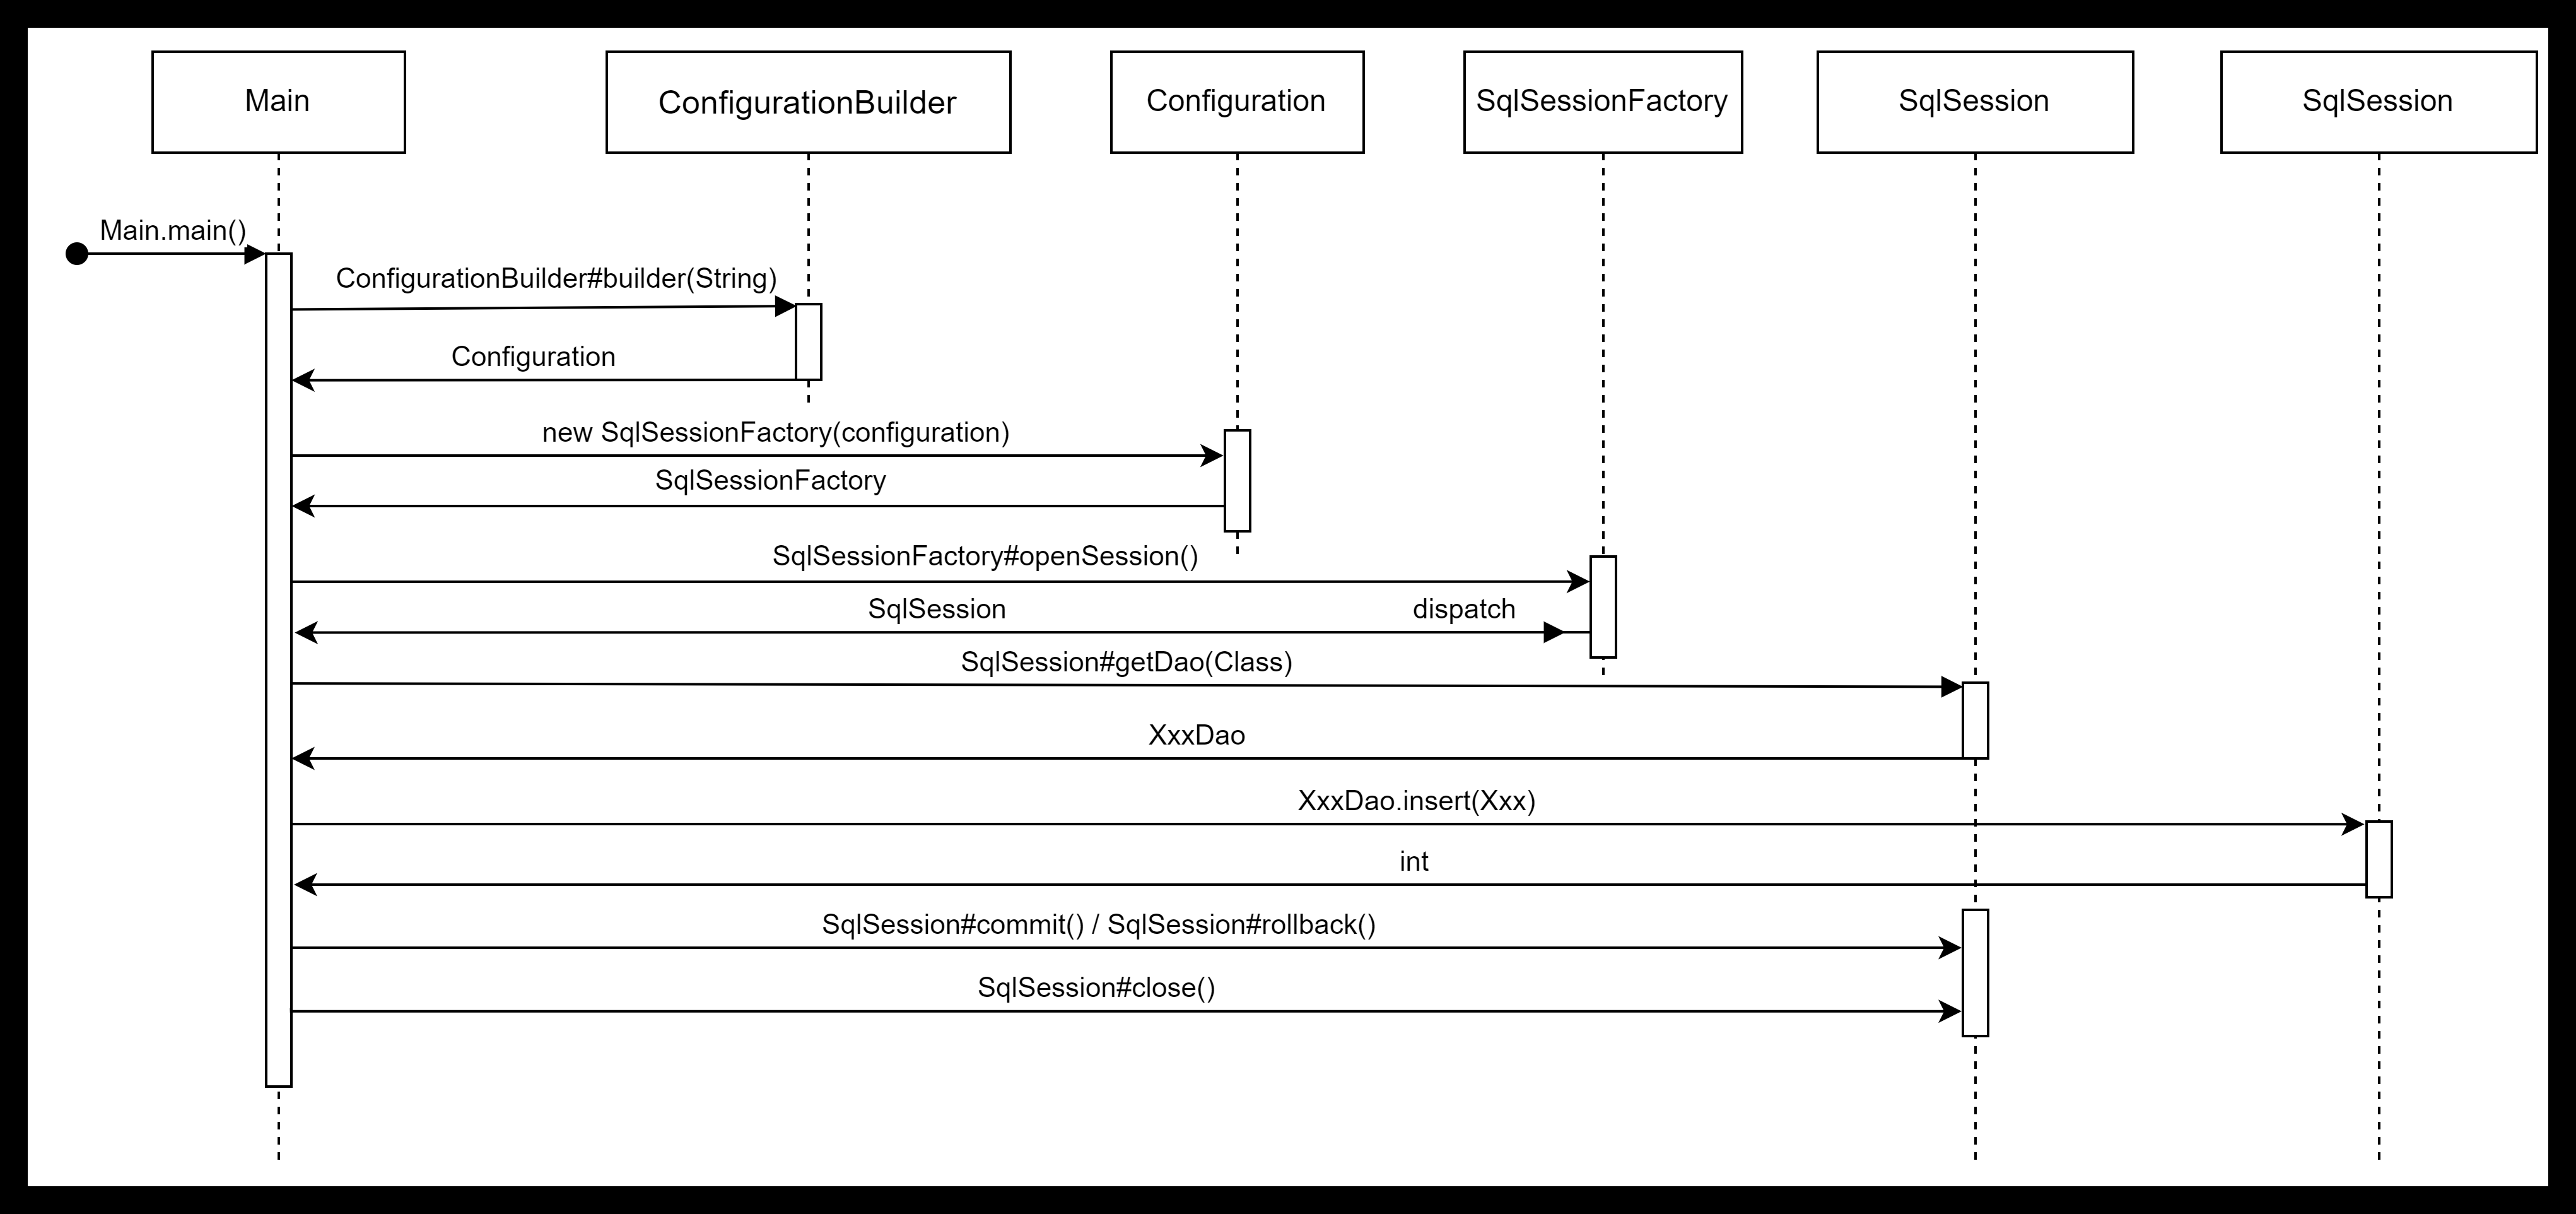 Main
ConfigurationBuilder
Configuration
SqlSessionFactory
SqlSession
SqlSession
Main.main()
ConfigurationBuilder#builder(String)
Configuration
new SqlSessionFactory(configuration)
SqlSessionFactory
SqlSessionFactory#openSession()
SqlSession
dispatch
SqlSession#getDao(Class)
XxxDao
XxxDao.insert(Xxx)
int
SqlSession#commit() / SqlSession#rollback()
SqlSession#close()